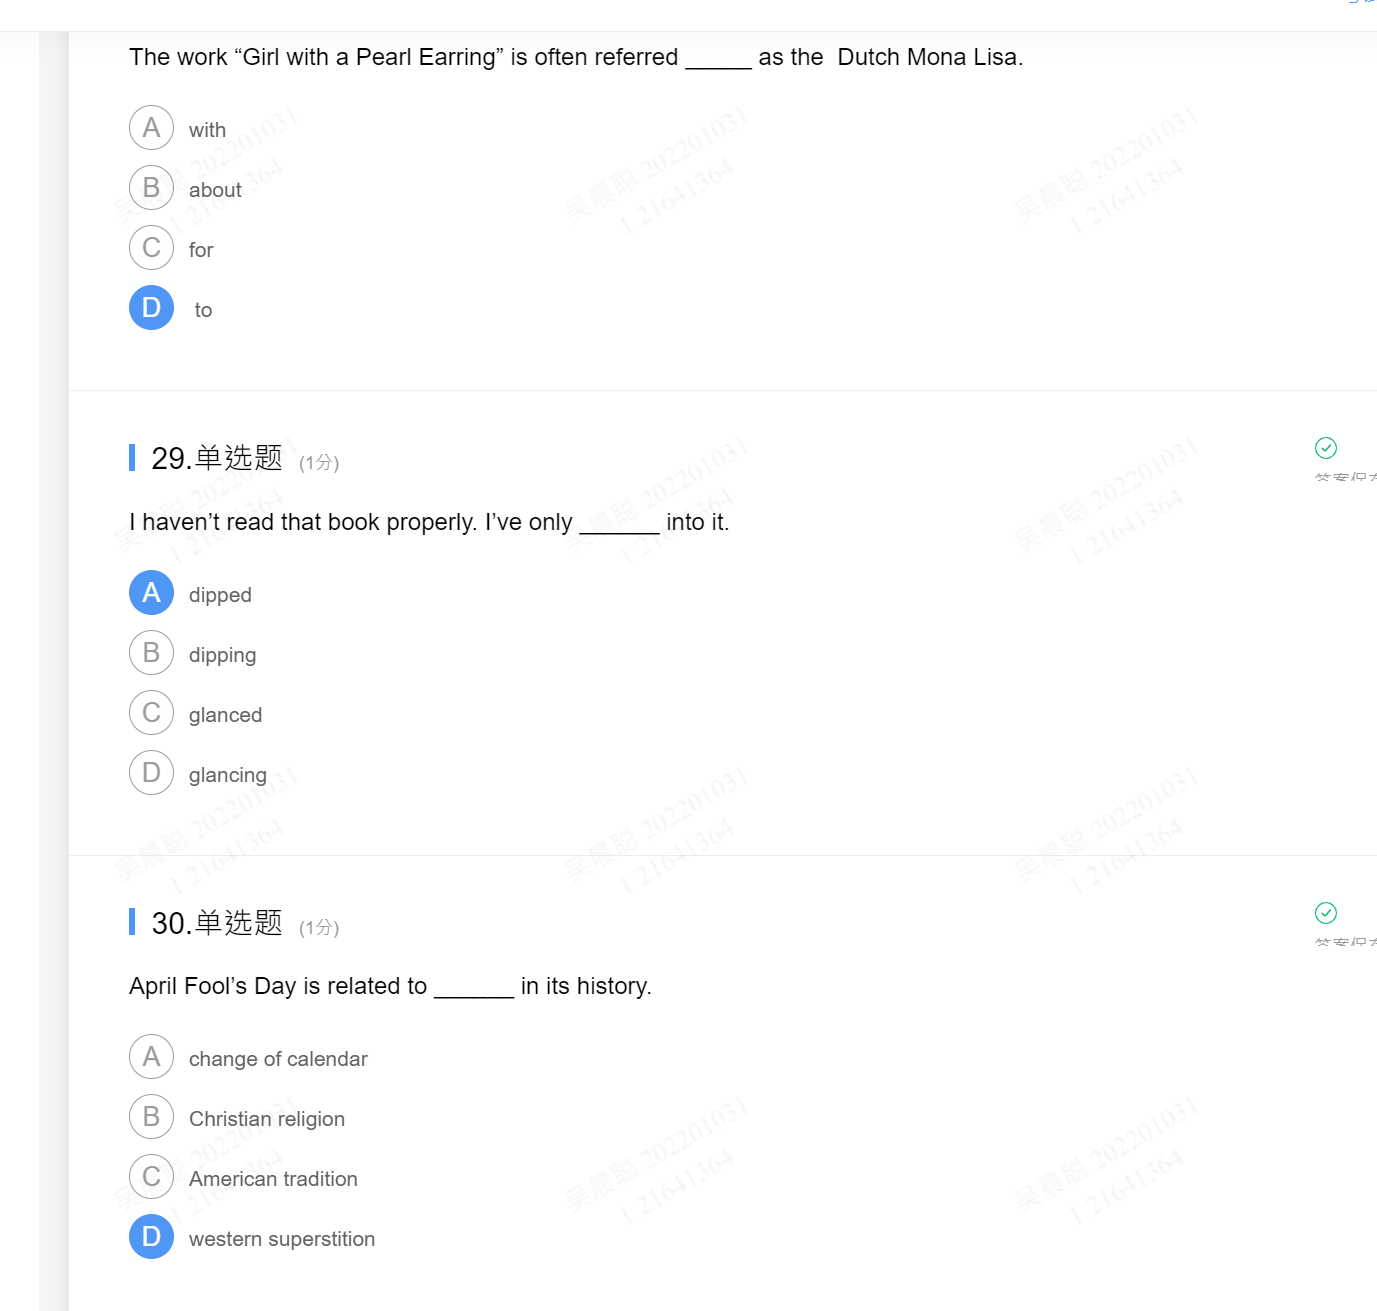 The work “Girl with a Pearl Earring” is often referred _____ as the Dutch Mona Lisa.
A with
B about
C for
D to
29.单选题 (1分)
I haven’t read that book properly. I’ve only ______ into it.
A dipped
B dipping
C glanced
D glancing
30.单选题 (1分)
April Fool’s Day is related to ______ in its history.
A change of calendar
B Christian religion
C American tradition
D western superstition
吴晨聪 202201031
1 21641364